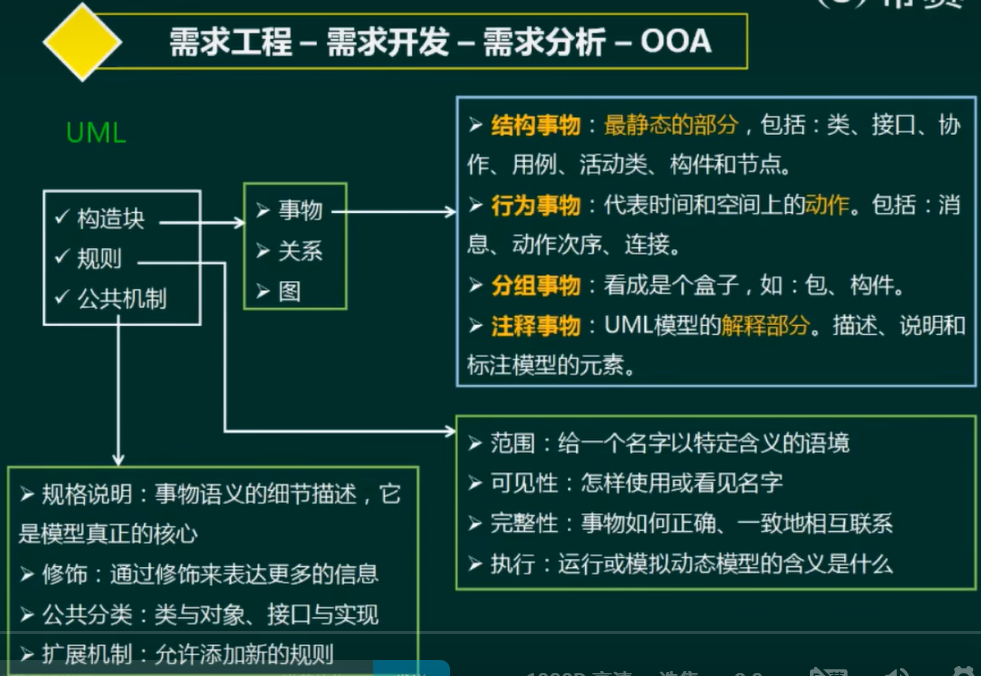 需求工程 – 需求开发 – 需求分析 – OOA
UML
✓ 构造块
✓ 规则
✓ 公共机制
➢ 事物
➢ 关系
➢ 图
➢ 结构事物：最静态的部分，包括：类、接口、协
作、用例、活动类、构件和节点。
➢ 行为事物：代表时间和空间上的动作。包括：消
息、动作次序、连接。
➢ 分组事物：看成是个盒子，如：包、构件。
➢ 注释事物：UML模型的解释部分。描述、说明和
标注模型的元素。
➢ 范围：给一个名字以特定含义的语境
➢ 可见性：怎样使用或看见名字
➢ 完整性：事物如何正确、一致地相互联系
➢ 执行：运行或模拟动态模型的含义是什么
➢ 规格说明：事物语义的细节描述，它
是模型真正的核心
➢ 修饰：通过修饰来表达更多的信息
➢ 公共分类：类与对象、接口与实现
➢ 扩展机制：允许添加新的规则